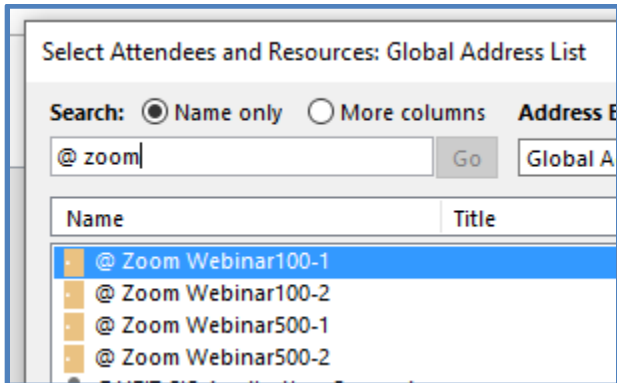 Select Attendees and Resources: Global Address List
Search: Name only More columns Address
@ zoom Go Global
Name Title
@ Zoom Webinar100-1
@ Zoom Webinar100-2
@ Zoom Webinar500-1
@ Zoom Webinar500-2